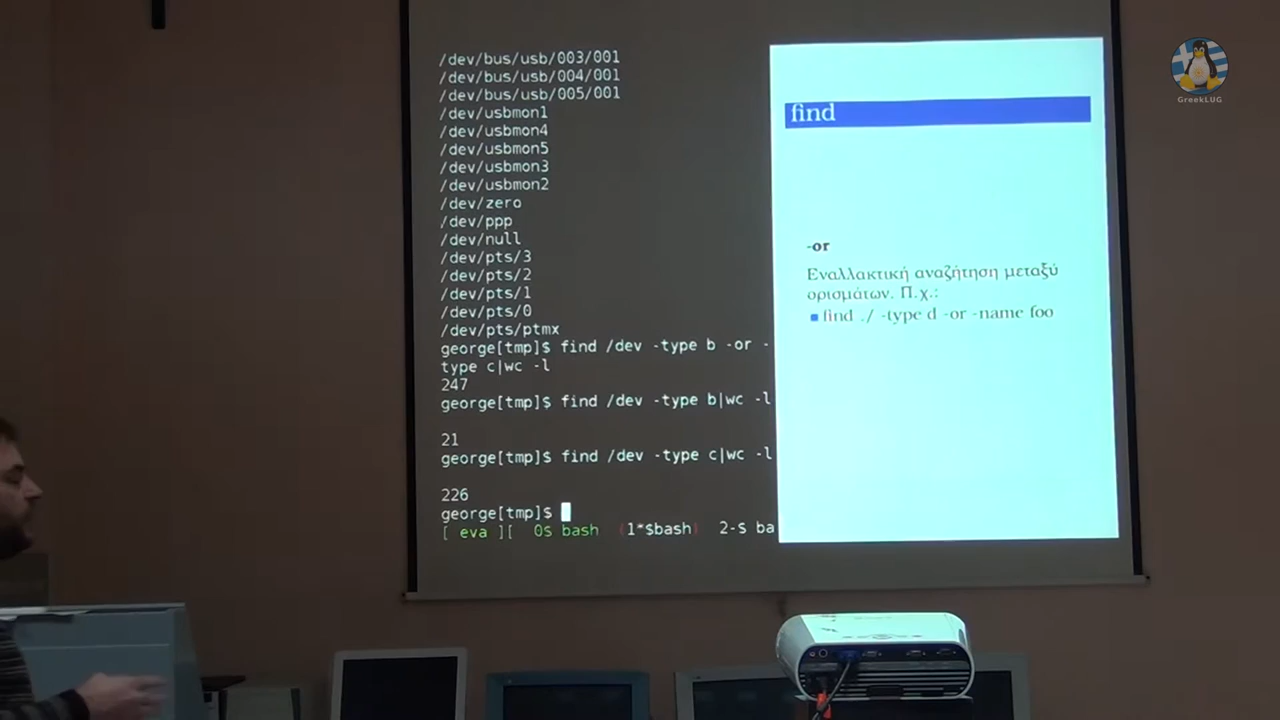 /dev/bus/usb/003/001
/dev/bus/usb/004/001
/dev/bus/usb/005/001
/dev/usbmon1
/dev/usbmon4
/dev/usbmon5
/dev/usbmon3
/dev/usbmon2
/dev/zero
/dev/ppp
/dev/null
/dev/pts/3
/dev/pts/2
/dev/pts/1
/dev/pts/0
/dev/pts/ptmx
george[tmp]$ find /dev -type b -or -
type c|wc -l
247
george[tmp]$ find /dev -type b|wc -l
21
george[tmp]$ find /dev -type c|wc -l
226
george[tmp]$
[ eva ][ 0$ bash (1*$bash) 2-$ ba
find
-or
Εναλλακτική αναζήτηση μεταξύ
ορισμάτων. Π.χ.:
find ./ -type d -or -name foo
GreekLUG